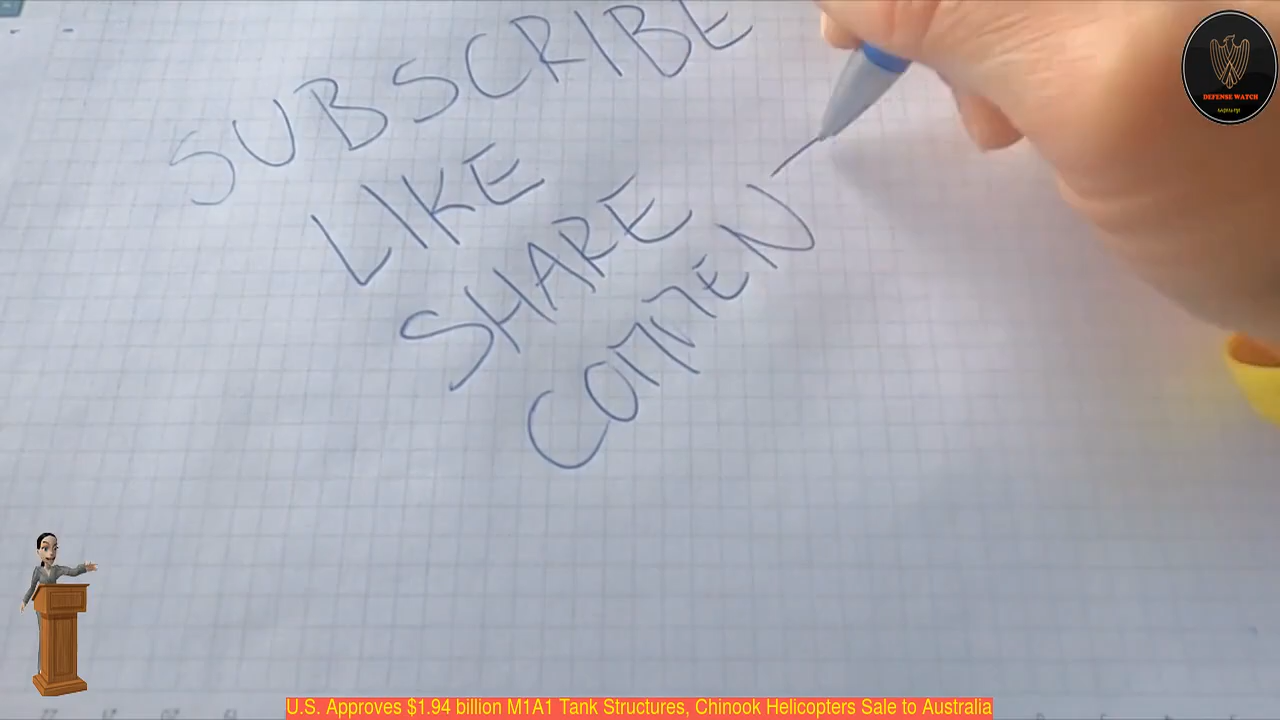 SUBSCRIBE
LIKE
SHARE
COMMEN
DEFENSE WATCH
U.S. Approves $1.94 billion M1A1 Tank Structures, Chinook Helicopters Sale to Australia